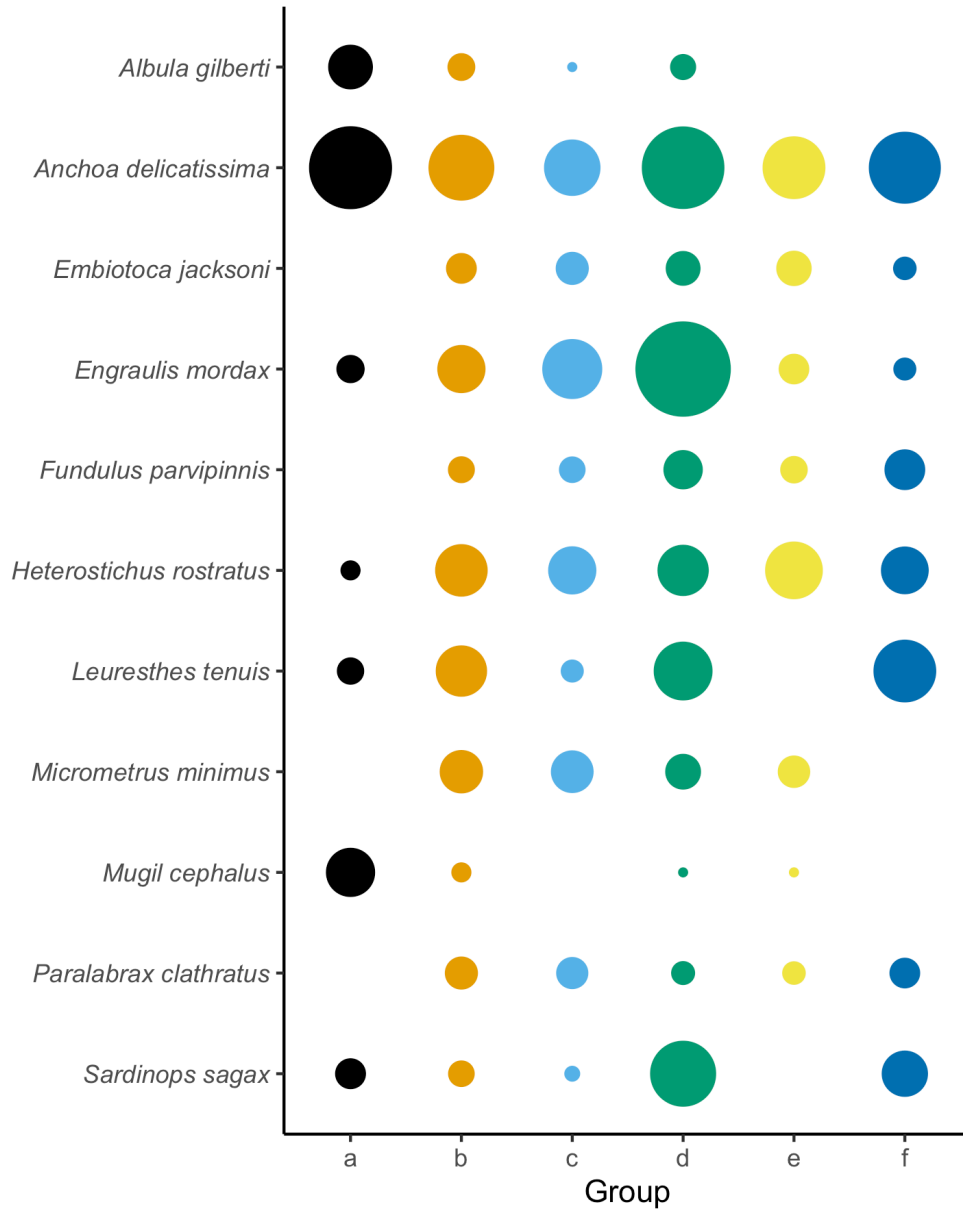 Albula gilberti
Anchoa delicatissima
Embiotoca jacksoni
Engraulis mordax
Fundulus parvipinnis
Heterostichus rostratus
Leuresthes tenuis
Micrometrus minimus
Mugil cephalus
Paralabrax clathratus
Sardinops sagax
a b c d e f
Group